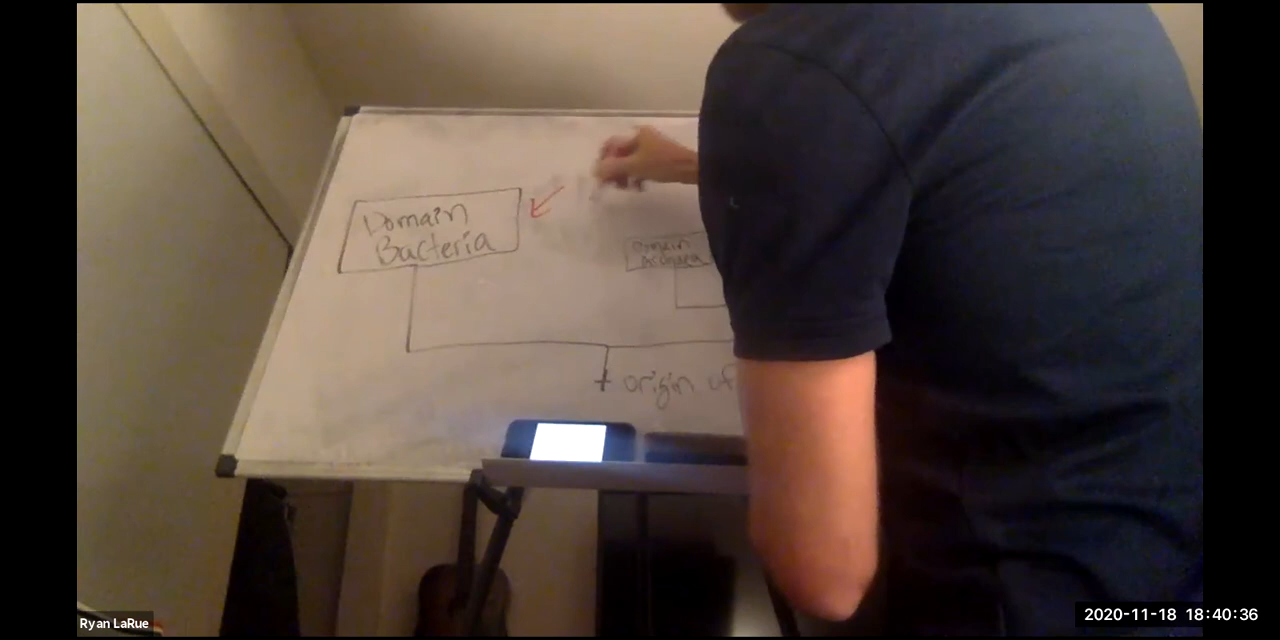 Domain
Bacteria
Domain
Archaea
origin of
Ryan LaRue
2020-11-18 18:40:36